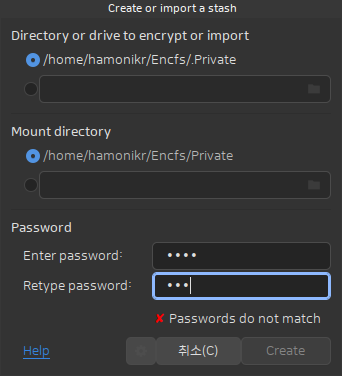 Create or import a stash
Directory or drive to encrypt or import
/home/hamonikr/Encfs/.Private
Mount directory
/home/hamonikr/Encfs/Private
Password
Enter password:
Retype password:
✘ Passwords do not match
Help 취소(C) Create